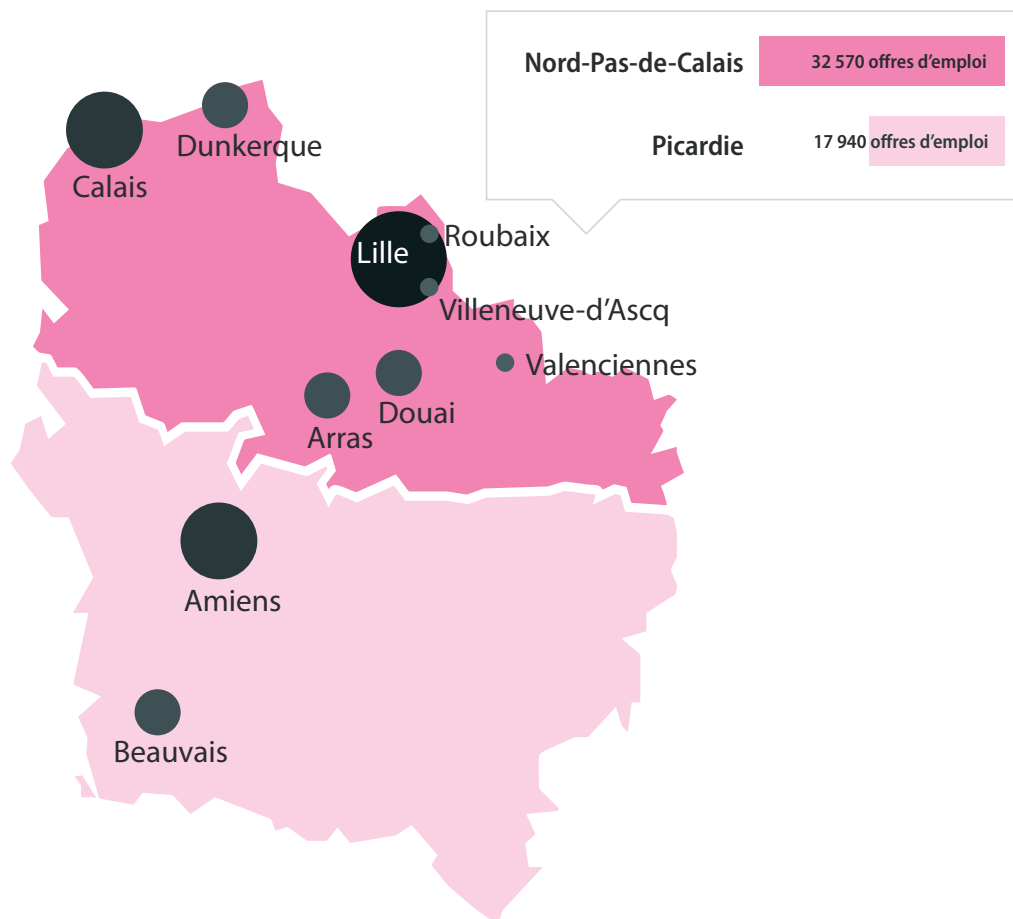 Nord-Pas-de-Calais 32 570 offres d’emploi
Picardie 17 940 offres d’emploi
Dunkerque
Calais
Lille
Roubaix
Villeneuve-d’Ascq
Valenciennes
Douai
Arras
Amiens
Beauvais